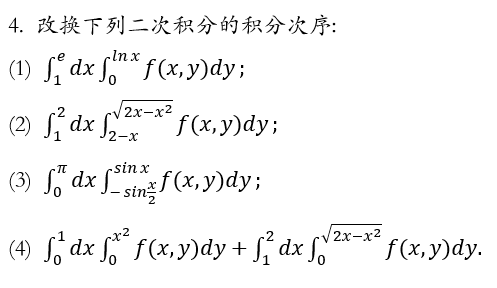 4. 改换下列二次积分的积分次序:
(1) ∫₁ᵉ dx ∫₀^{ln x} f(x,y)dy;
(2) ∫₁² dx ∫_{2−x}^{√(2x−x²)} f(x,y)dy;
(3) ∫₀^π dx ∫_{−sin(x/2)}^{sin x} f(x,y)dy;
(4) ∫₀¹ dx ∫₀^{x²} f(x,y)dy + ∫₁² dx ∫₀^{√(2x−x²)} f(x,y)dy.